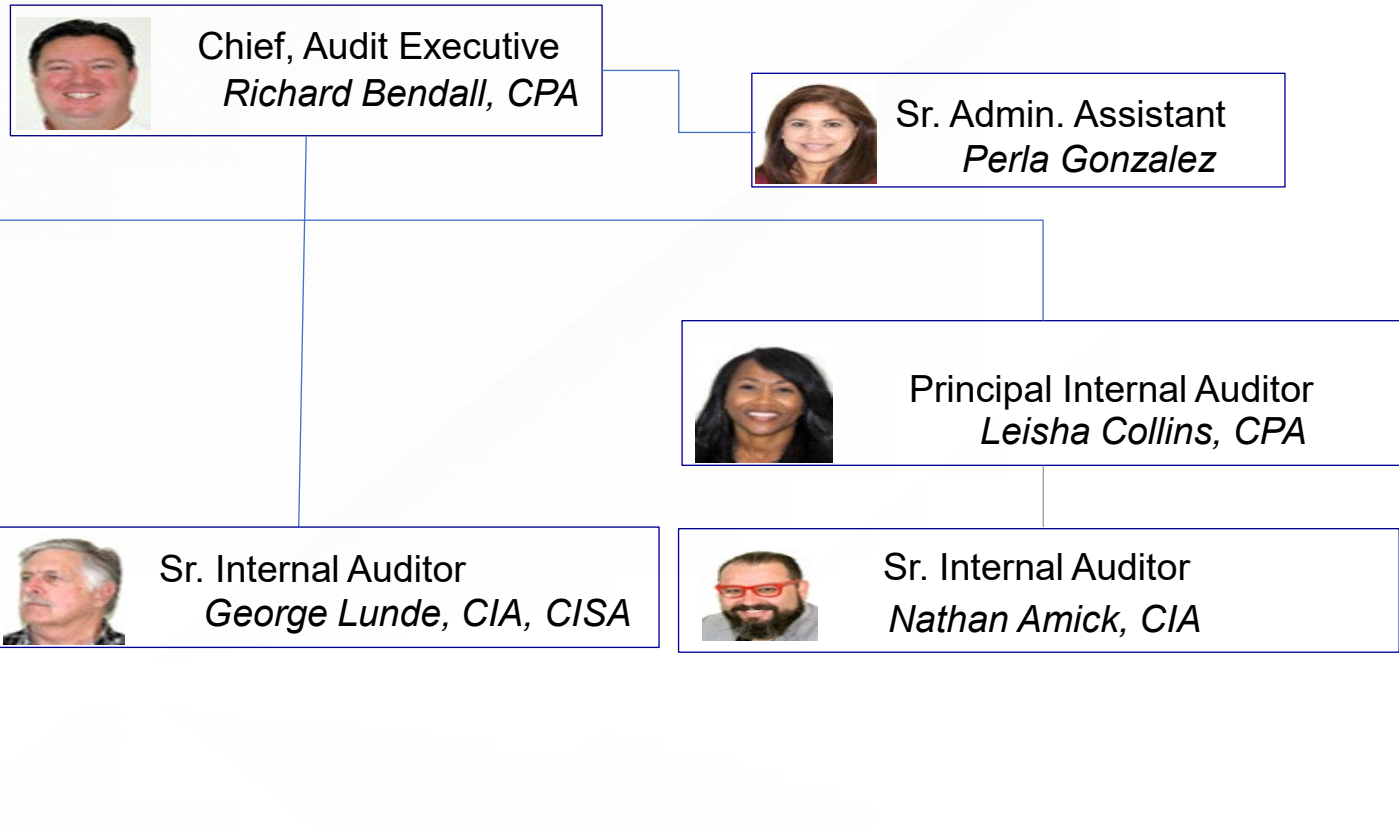 Chief, Audit Executive
Richard Bendall, CPA
Sr. Admin. Assistant
Perla Gonzalez
Principal Internal Auditor
Leisha Collins, CPA
Sr. Internal Auditor
George Lunde, CIA, CISA
Sr. Internal Auditor
Nathan Amick, CIA